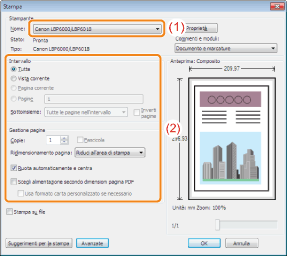 Stampa
Stampante
Nome: Canon LBP6000/LBP6018 (1) Proprietà
Stato: Pronta Commenti e moduli:
Tipo: Canon LBP6000/LBP6018 Documento e marcature
Intervallo Anteprima: Composito
Tutte 209,97
Vista corrente
Pagina corrente
Pagine 1
Sottoinsieme: Tutte le pagine nell'intervallo Inverti pagine
(2)
296,93
Gestione pagine
Copie: 1 Fascicola
Ridimensionamento pagina: Riduci all'area di stampa
Ruota automaticamente e centra
Scegli alimentazione secondo dimension pagina PDF
Usa formato carta personalizzato se necessario
Unità: mm Zoom: 100%
Stampa su file
1/1
Suggerimenti per la stampa Avanzate OK Annulla